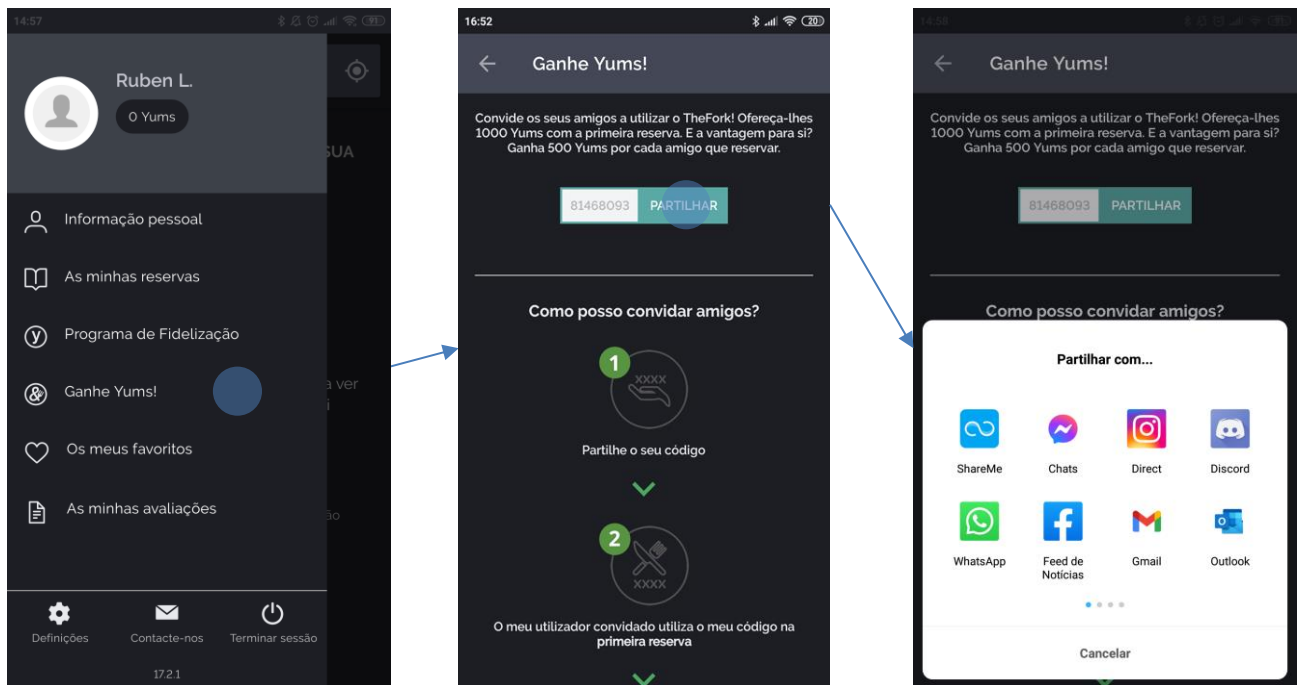 14:57
91
Ruben L.
0 Yums
SUA
Informação pessoal
As minhas reservas
Programa de Fidelização
Ganhe Yums!
a ver
i
Os meus favoritos
As minhas avaliações
ão
Definições
Contacte-nos
Terminar sessão
17.2.1
16:52
20
Ganhe Yums!
Convide os seus amigos a utilizar o TheFork! Ofereça-lhes
1000 Yums com a primeira reserva. E a vantagem para si?
Ganha 500 Yums por cada amigo que reservar.
81468093
PARTILHAR
Como posso convidar amigos?
1
xxxx
Partilhe o seu código
2
xxxx
O meu utilizador convidado utiliza o meu código na
primeira reserva
14:58
Ganhe Yums!
Convide os seus amigos a utilizar o TheFork! Ofereça-lhes
1000 Yums com a primeira reserva. E a vantagem para si?
Ganha 500 Yums por cada amigo que reservar.
81468093
PARTILHAR
Como posso convidar amigos?
Partilhar com...
ShareMe
Chats
Direct
Discord
WhatsApp
Feed de
Notícias
Gmail
Outlook
Cancelar